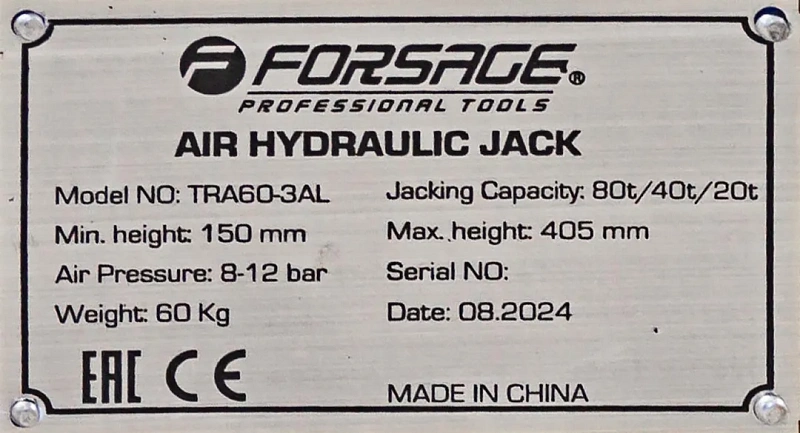 FORSAGE®
PROFESSIONAL TOOLS
AIR HYDRAULIC JACK
Model NO: TRA60-3AL Jacking Capacity: 80t/40t/20t
Min. height: 150 mm Max. height: 405 mm
Air Pressure: 8-12 bar Serial NO:
Weight: 60 Kg Date: 08.2024
EAC CE MADE IN CHINA